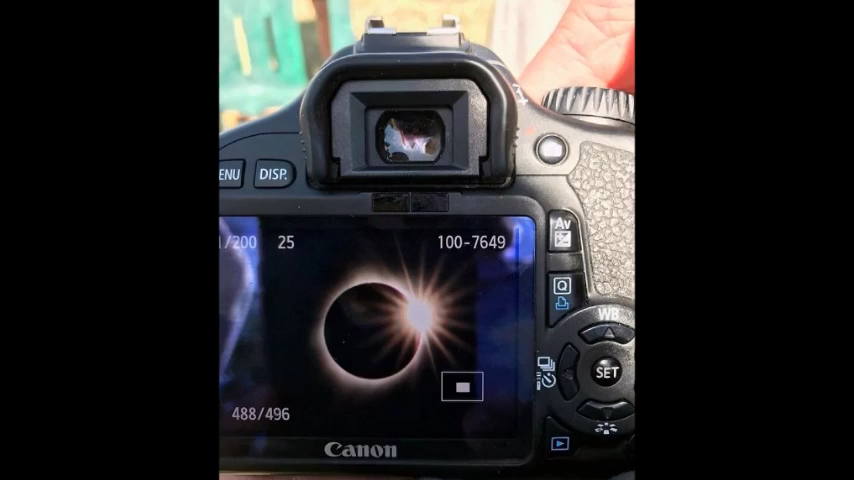 ENU DISP.
1/200 25 100-7649
Av
Q
WB
SET
488/496
Canon